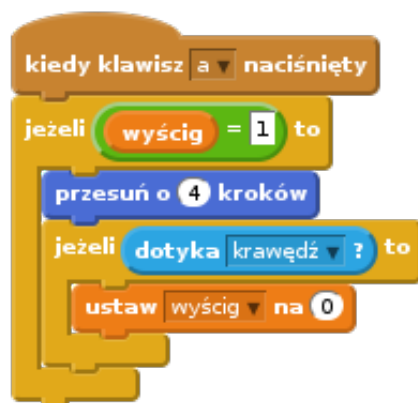 kiedy klawisz a naciśnięty
jeżeli wyścig = 1 to
przesuń o 4 kroków
jeżeli dotyka krawędź ? to
ustaw wyścig na 0